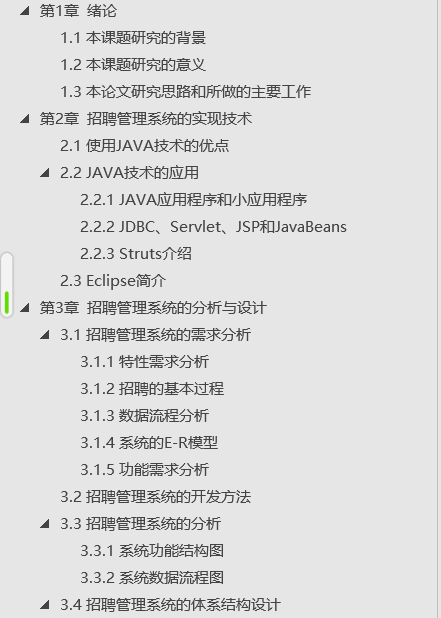 第1章 绪论
1.1 本课题研究的背景
1.2 本课题研究的意义
1.3 本论文研究思路和所做的主要工作
第2章 招聘管理系统的实现技术
2.1 使用JAVA技术的优点
2.2 JAVA技术的应用
2.2.1 JAVA应用程序和小应用程序
2.2.2 JDBC、Servlet、JSP和JavaBeans
2.2.3 Struts介绍
2.3 Eclipse简介
第3章 招聘管理系统的分析与设计
3.1 招聘管理系统的需求分析
3.1.1 特性需求分析
3.1.2 招聘的基本过程
3.1.3 数据流程分析
3.1.4 系统的E-R模型
3.1.5 功能需求分析
3.2 招聘管理系统的开发方法
3.3 招聘管理系统的分析
3.3.1 系统功能结构图
3.3.2 系统数据流程图
3.4 招聘管理系统的体系结构设计